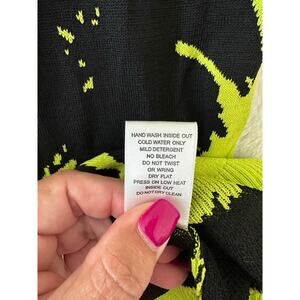 HAND WASH INSIDE OUT
COLD WATER ONLY
MILD DETERGENT
NO BLEACH
DO NOT TWIST
OR WRING
DRY FLAT
PRESS ON LOW HEAT
INSIDE OUT
DO NOT DRY CLEAN